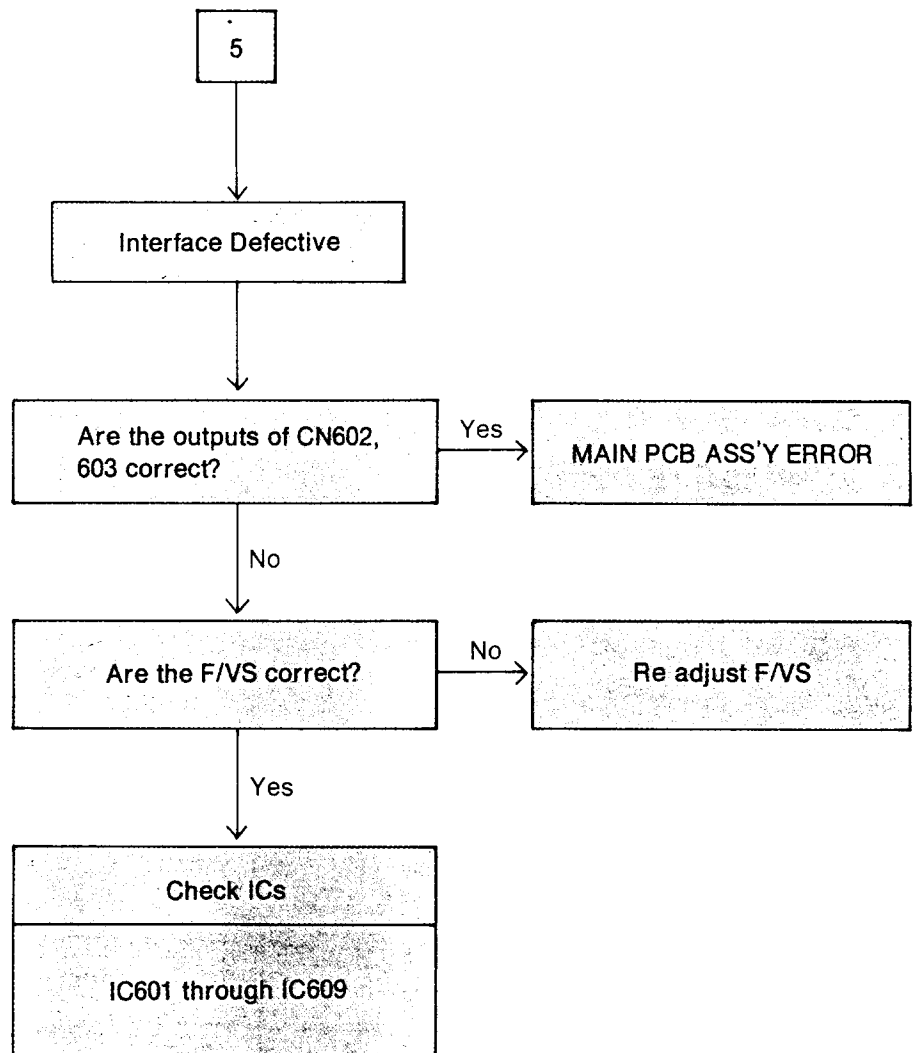 5
Interface Defective
Are the outputs of CN602,
603 correct?
Yes
MAIN PCB ASS'Y ERROR
No
Are the F/VS correct?
No
Re adjust F/VS
Yes
Check ICs
IC601 through IC609